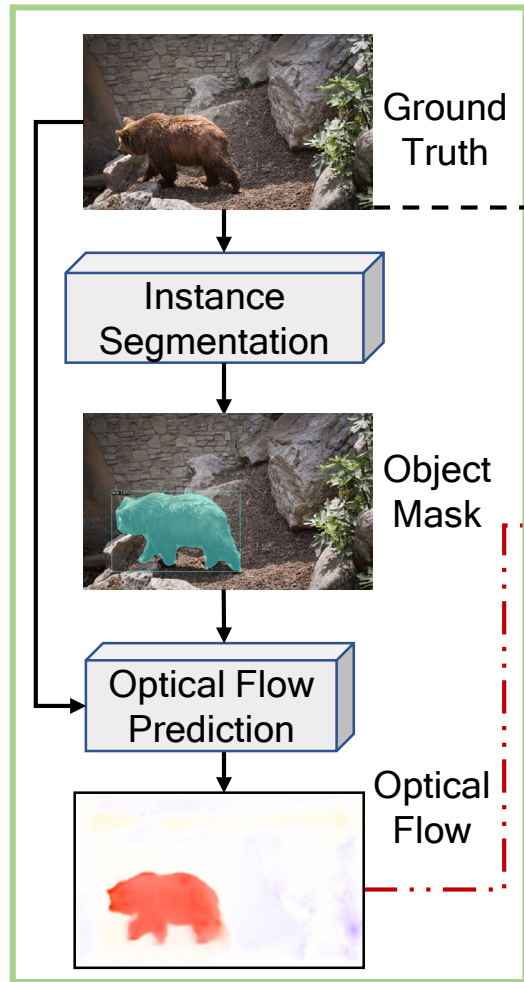 Ground
Truth
Instance
Segmentation
Object
Mask
Optical Flow
Prediction
Optical
Flow